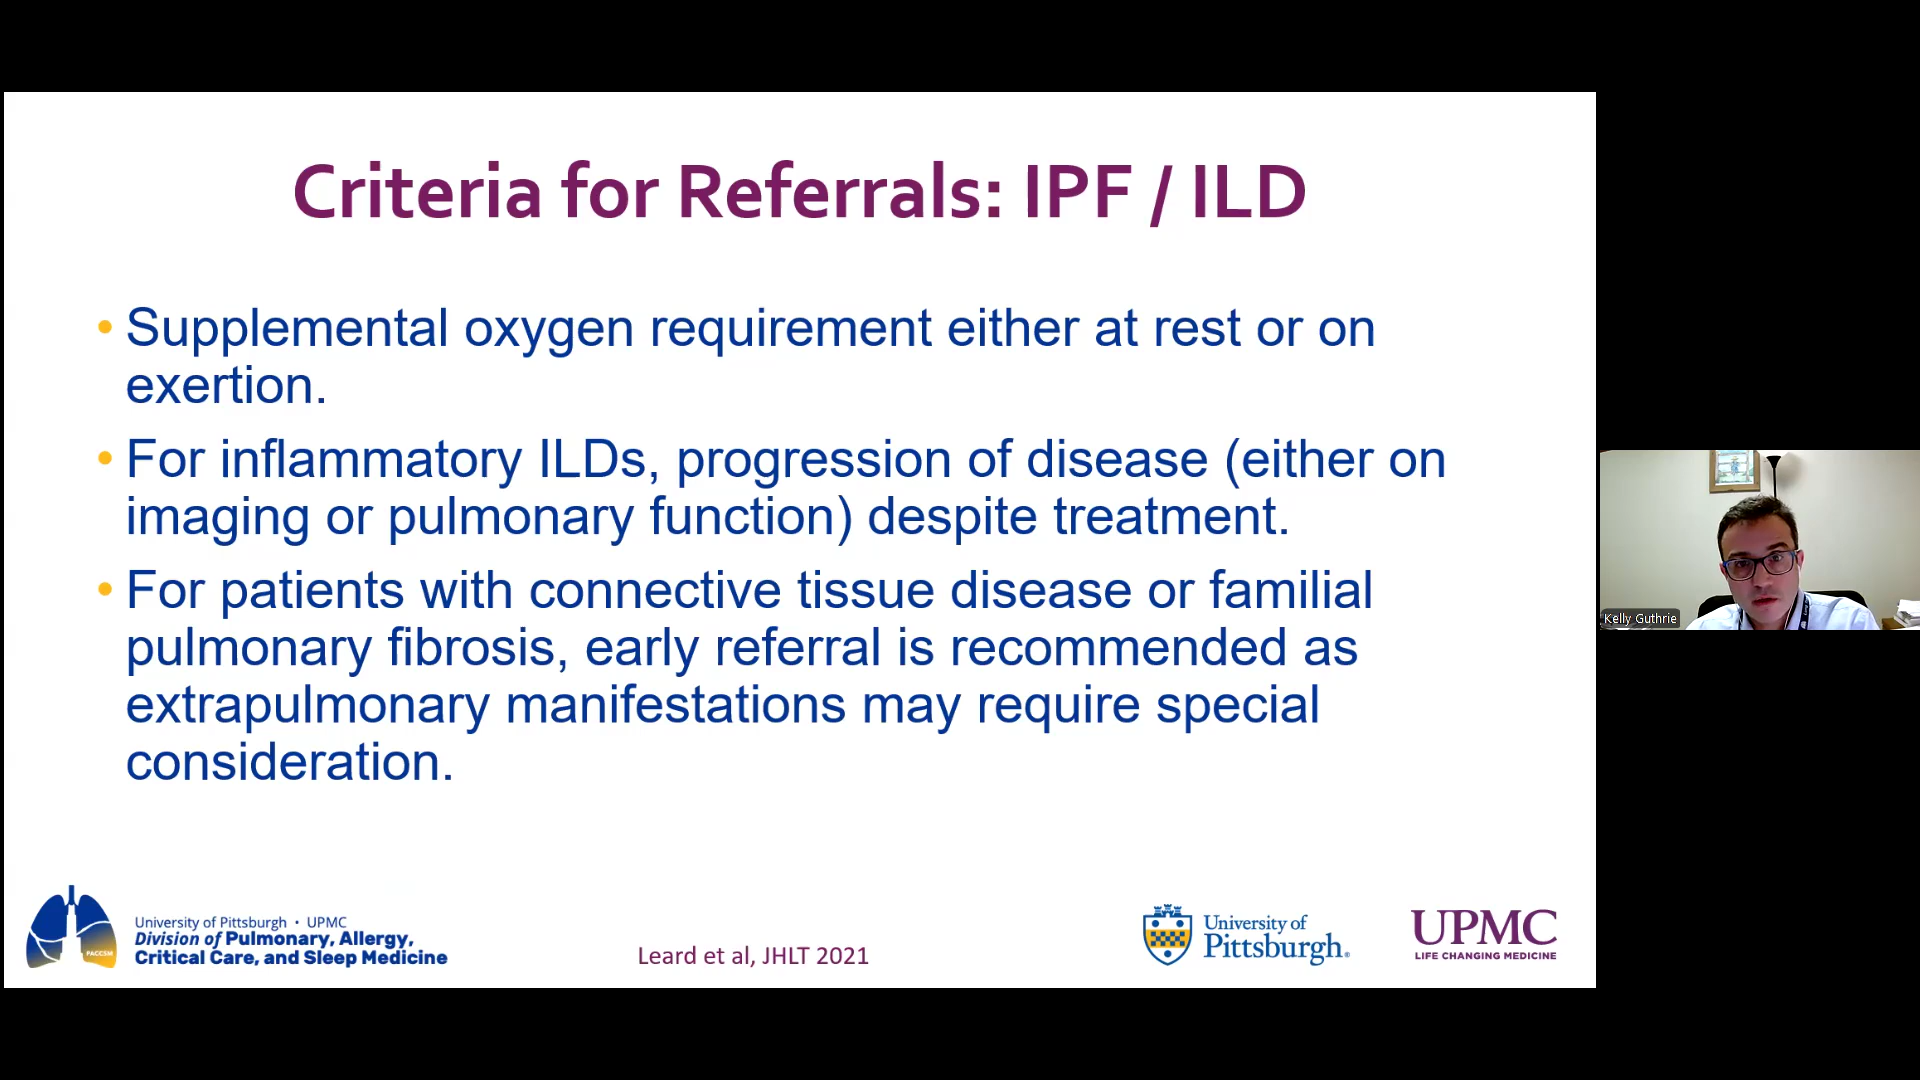 Criteria for Referrals: IPF / ILD
• Supplemental oxygen requirement either at rest or on
exertion.
• For inflammatory ILDs, progression of disease (either on
imaging or pulmonary function) despite treatment.
• For patients with connective tissue disease or familial
pulmonary fibrosis, early referral is recommended as
extrapulmonary manifestations may require special
consideration.
Kelly Guthrie
PACCSM
University of Pittsburgh • UPMC
Division of Pulmonary, Allergy,
Critical Care, and Sleep Medicine
Leard et al, JHLT 2021
University of
Pittsburgh®
UPMC
LIFE CHANGING MEDICINE